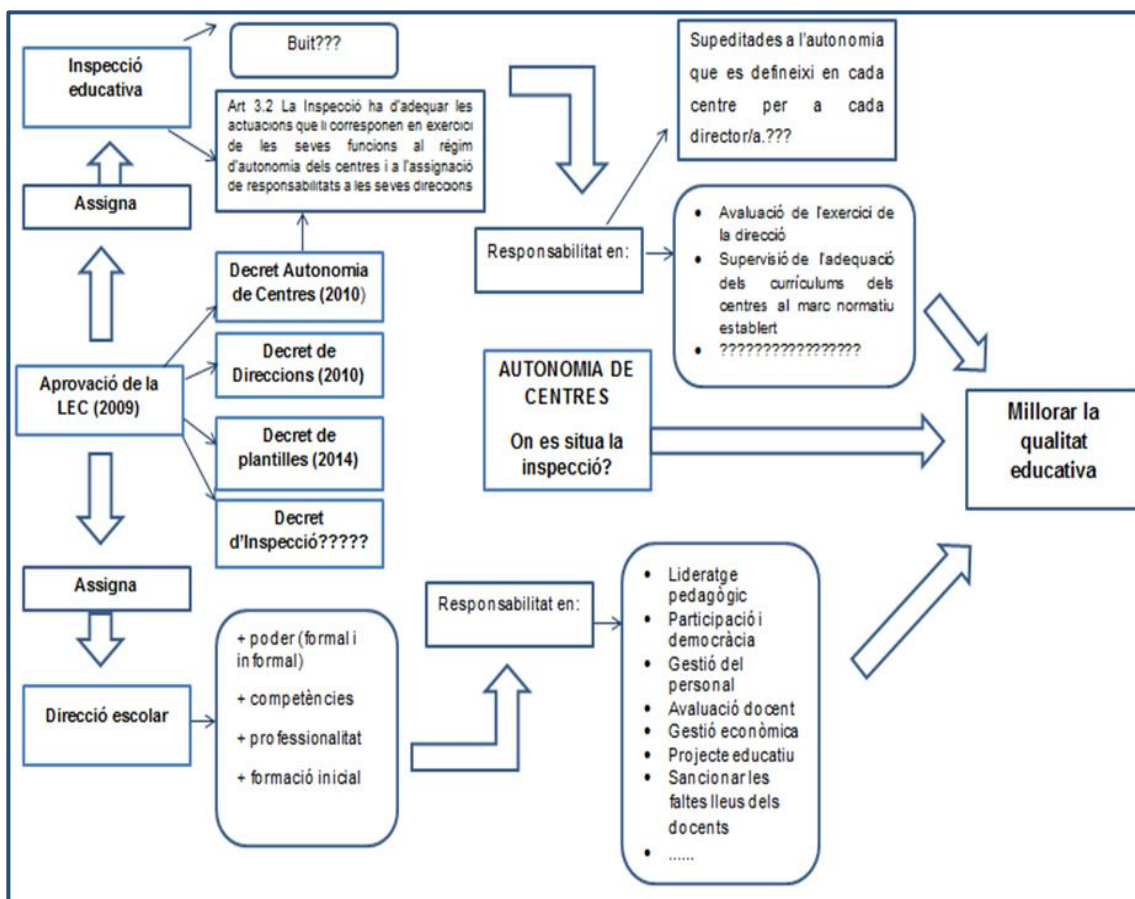 Inspecció
educativa
Buit???
Art 3.2 La Inspecció ha d'adequar les
actuacions que li corresponen en exercici
de les seves funcions al régim
d'autonomia dels centres i a l'assignació
de responsabilitats a les seves direccions
Supeditades a l'autonomia
que es defineixi en cada
centre per a cada
director/a.???
Assigna
Responsabilitat en:
• Avaluació de l'exercici de
la direcció
• Supervisió de l'adequació
dels currículums dels
centres al marc normatiu
establert
• ?????????????????
Decret Autonomia
de Centres (2010)
Decret de
Direccions (2010)
Aprovació de la
LEC (2009)
Decret de
plantilles (2014)
Decret
d'Inspecció?????
AUTONOMIA DE
CENTRES
On es situa la
inspecció?
Millorar la
qualitat
educativa
Assigna
Direcció escolar
+ poder (formal i
informal)
+ competències
+ professionalitat
+ formació inicial
Responsabilitat en:
• Lideratge
pedagògic
• Participació i
democràcia
• Gestió del
personal
• Avaluació docent
• Gestió econòmica
• Projecte educatiu
• Sancionar les
faltes lleus dels
docents
• ......